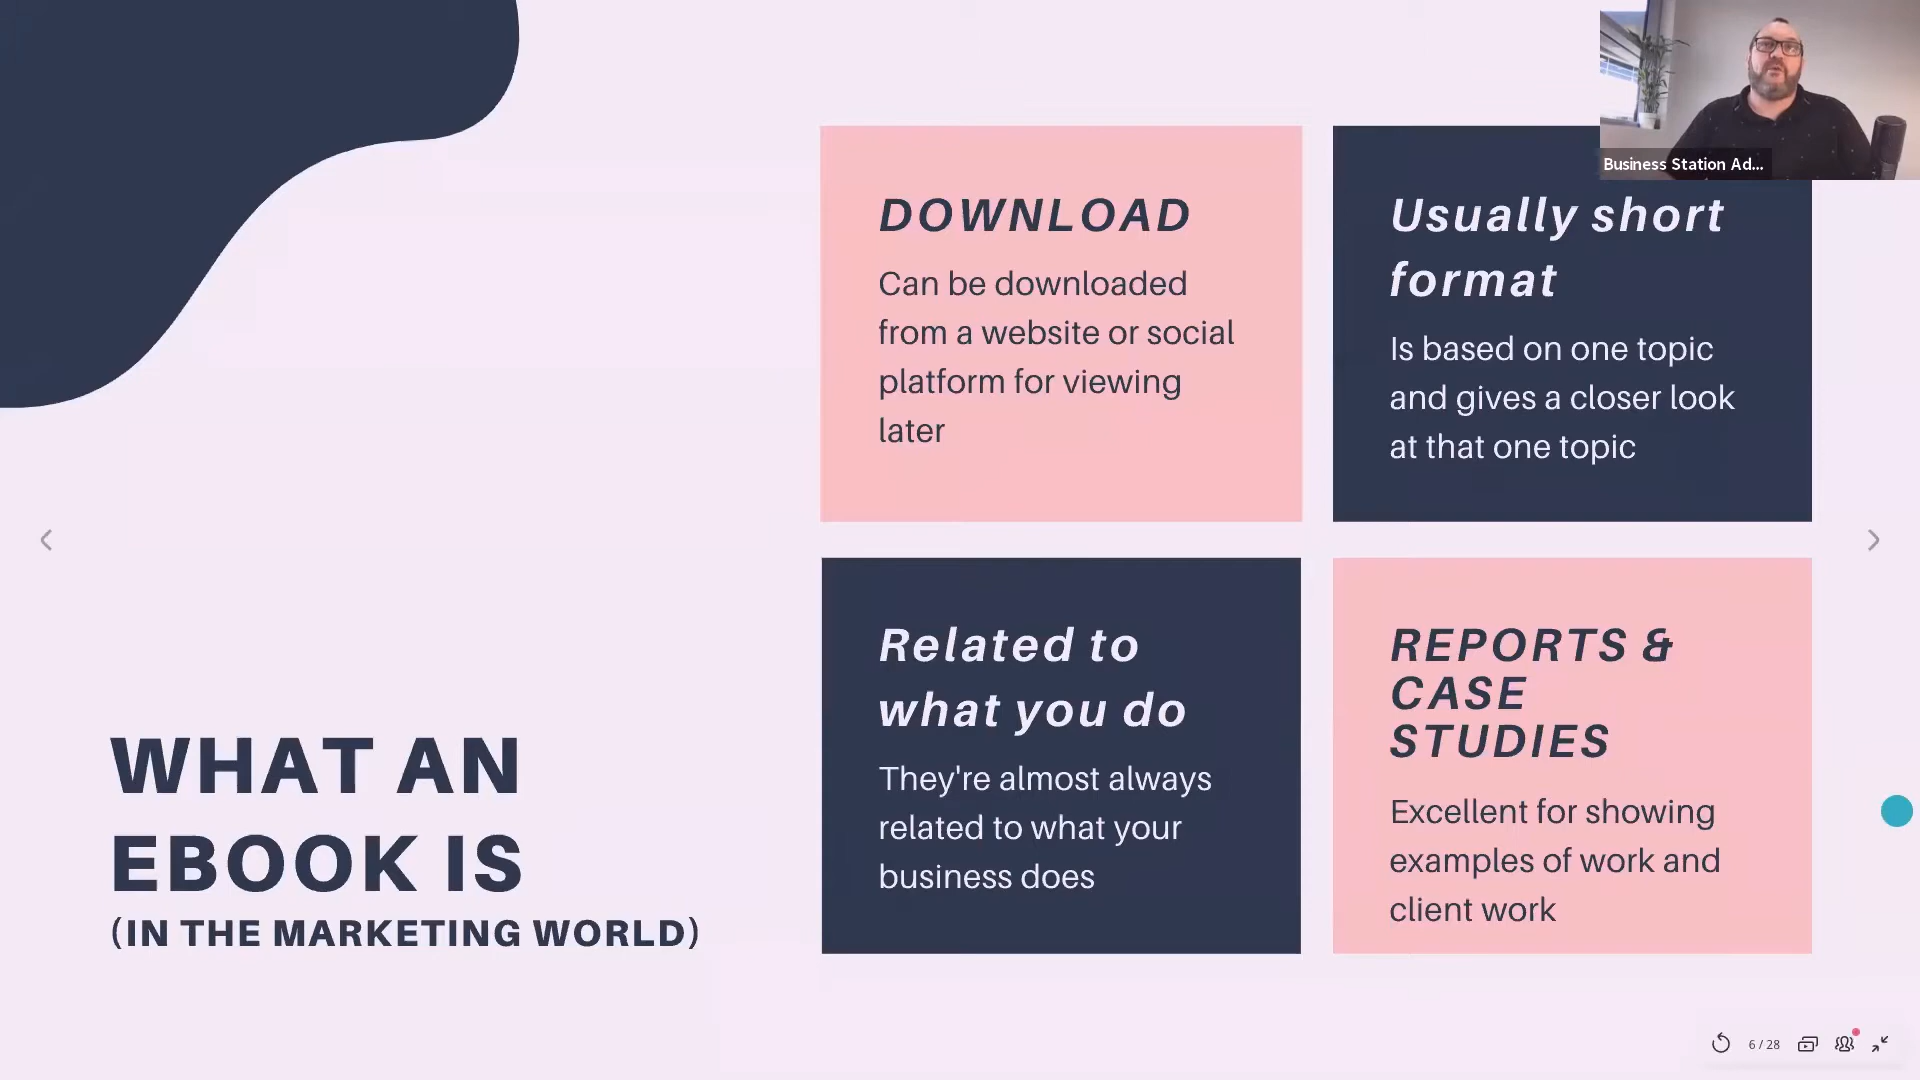 Business Station Ad...
DOWNLOAD
Can be downloaded
from a website or social
platform for viewing
later
Usually short
format
Is based on one topic
and gives a closer look
at that one topic
WHAT AN
EBOOK IS
(IN THE MARKETING WORLD)
Related to
what you do
They're almost always
related to what your
business does
REPORTS &
CASE
STUDIES
Excellent for showing
examples of work and
client work
6 / 28